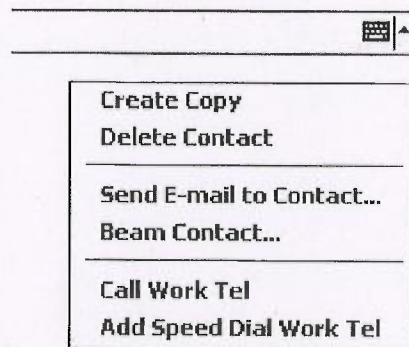 Create Copy
Delete Contact
Send E-mail to Contact...
Beam Contact...
Call Work Tel
Add Speed Dial Work Tel